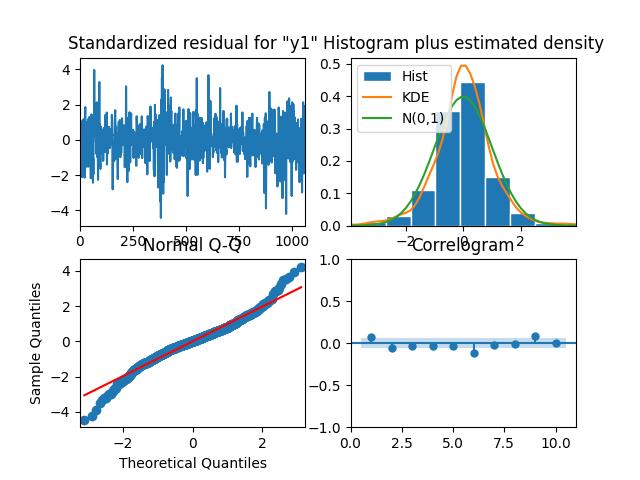 Standardized residual for "y1"
Histogram plus estimated density
4
2
0
−2
−4
0 250 500 750 1000
0.5
0.4
0.3
0.2
0.1
0.0
−2 0 2
Hist
KDE
N(0,1)
Normal Q-Q
Correlogram
Sample Quantiles
4
2
0
−2
−4
−2 0 2
Theoretical Quantiles
1.0
0.5
0.0
−0.5
−1.0
0.0 2.5 5.0 7.5 10.0